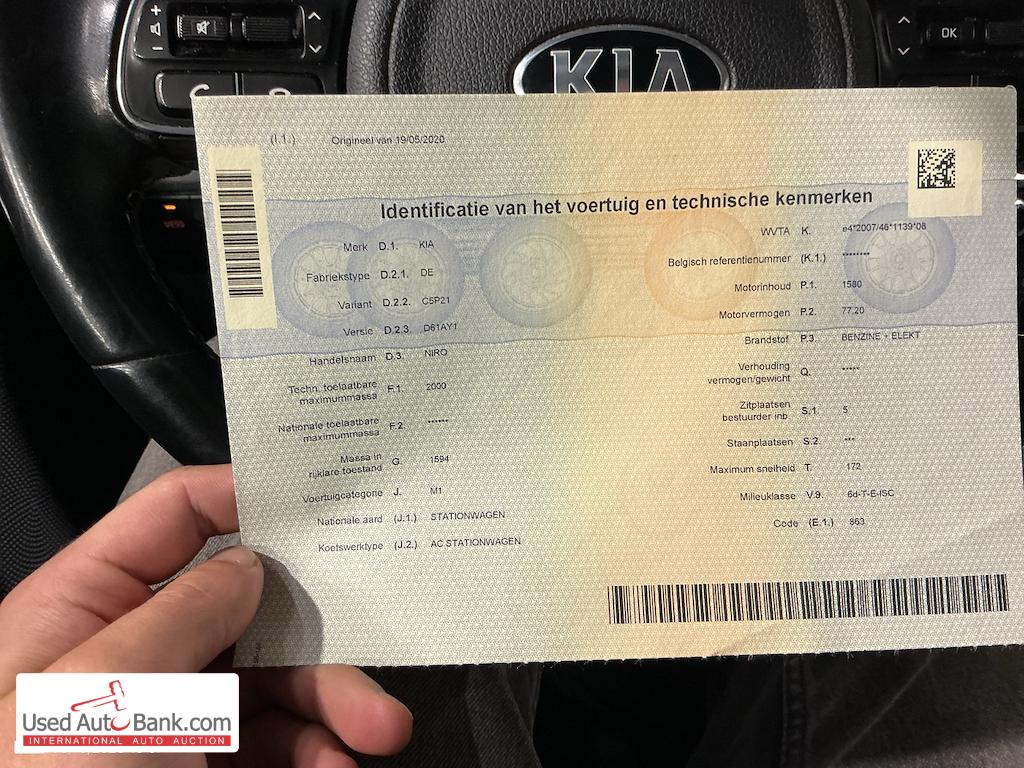 OK
KIA
(I.1.) Origineel van 19/05/2020
Identificatie van het voertuig en technische kenmerken
Merk D.1. KIA
Fabriekstype D.2.1. DE
Variant D.2.2. C5P21
Versie D.2.3. D61AY1
Handelsnaam D.3. NIRO
Techn. toelaatbare
maximummassa F.1. 2000
Nationale toelaatbare
maximummassa F.2. ******
Massa in
rijklare toestand G. 1594
Voertuigcategorie J. M1
Nationale aard (J.1.) STATIONWAGEN
Koetswerktype (J.2.) AC STATIONWAGEN
WVTA K. e4*2007/46*1139*08
Belgisch referentienummer (K.1.) ********
Motorinhoud P.1. 1580
Motorvermogen P.2. 77,20
Brandstof P.3. BENZINE + ELEKT
Verhouding
vermogen/gewicht Q. *****
Zitplaatsen
bestuurder inb. S.1. 5
Staanplaatsen S.2. ***
Maximum snelheid T. 172
Milieuklasse V.9. 6d-T-E-ISC
Code (E.1.) 863
UsedAutoBank.com
INTERNATIONAL AUTO AUCTION